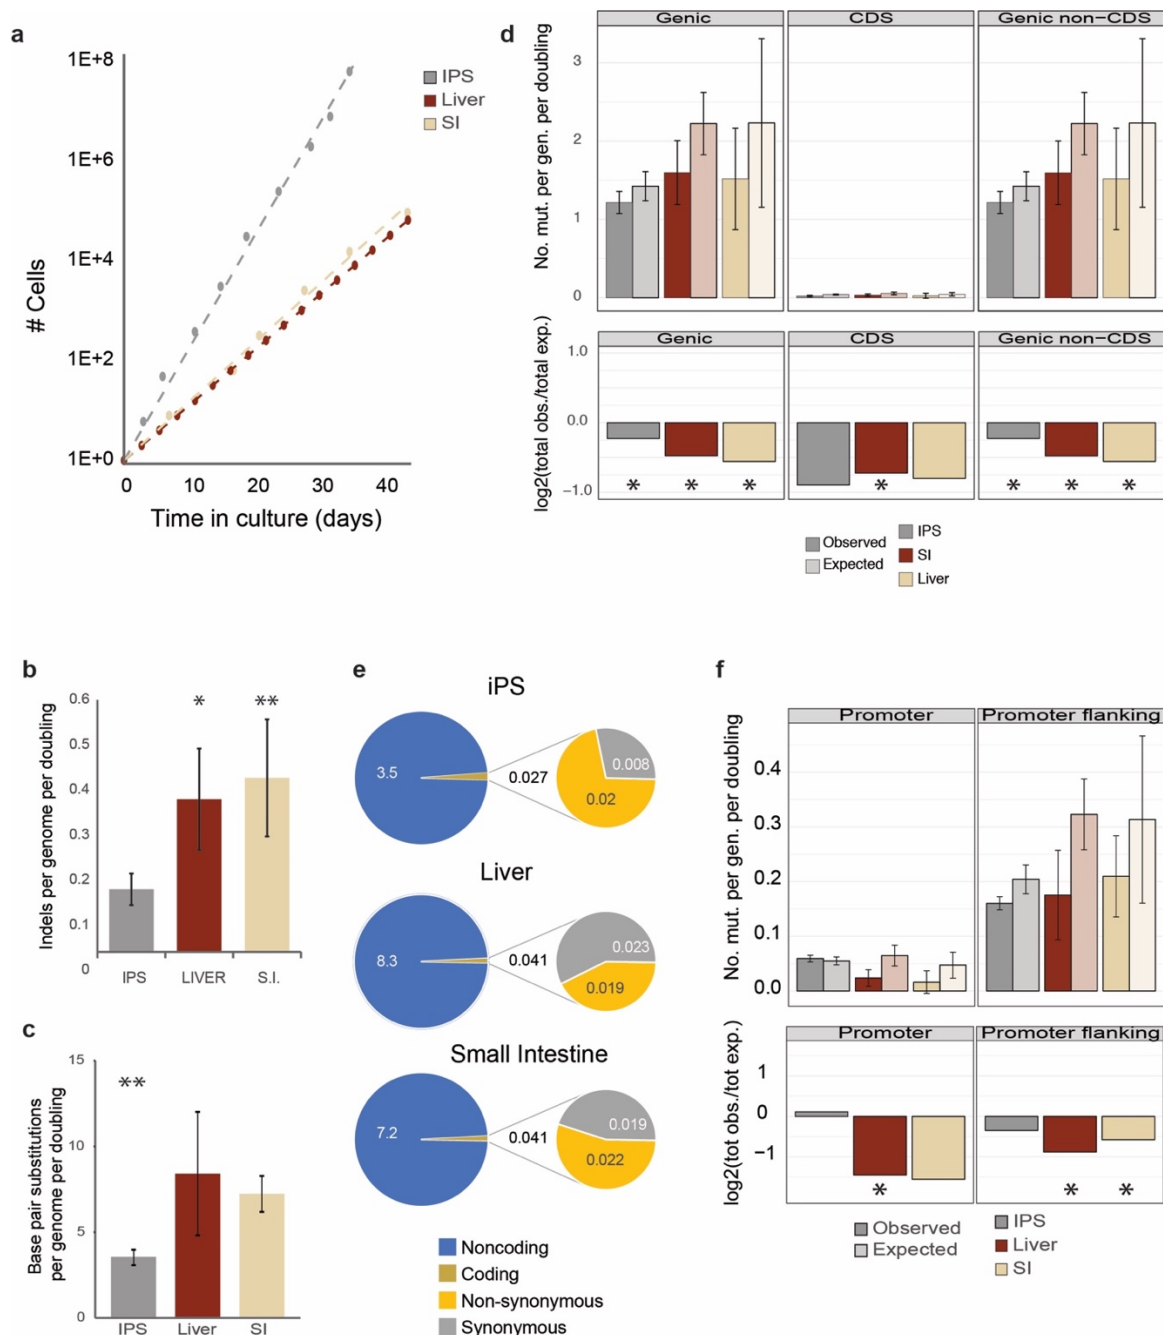 a
1E+8
1E+6
1E+4
1E+2
1E+0
# Cells
0 10 20 30 40
Time in culture (days)
IPS
Liver
SI
d
Genic CDS Genic non-CDS
No. mut. per gen. per doubling
3
2
1
0
Genic CDS Genic non-CDS
log2(total obs./total exp.)
1.0
0.0
-1.0
* * * * * * *
Observed
Expected
IPS
SI
Liver
b
Indels per genome per doubling
0.6
0.5
0.4
0.3
0.2
0.1
0
* **
IPS LIVER S.I.
c
Base pair substitutions
per genome per doubling
15
10
5
0
**
IPS Liver SI
e
iPS
3.5 0.027 0.008
0.02
Liver
8.3 0.041 0.023
0.019
Small Intestine
7.2 0.041 0.019
0.022
Noncoding
Coding
Non-synonymous
Synonymous
f
Promoter Promoter flanking
No. mut. per gen. per doubling
0.4
0.3
0.2
0.1
0.0
Promoter Promoter flanking
log2(tot obs./tot exp.)
1
0
-1
* * *
Observed
Expected
IPS
Liver
SI